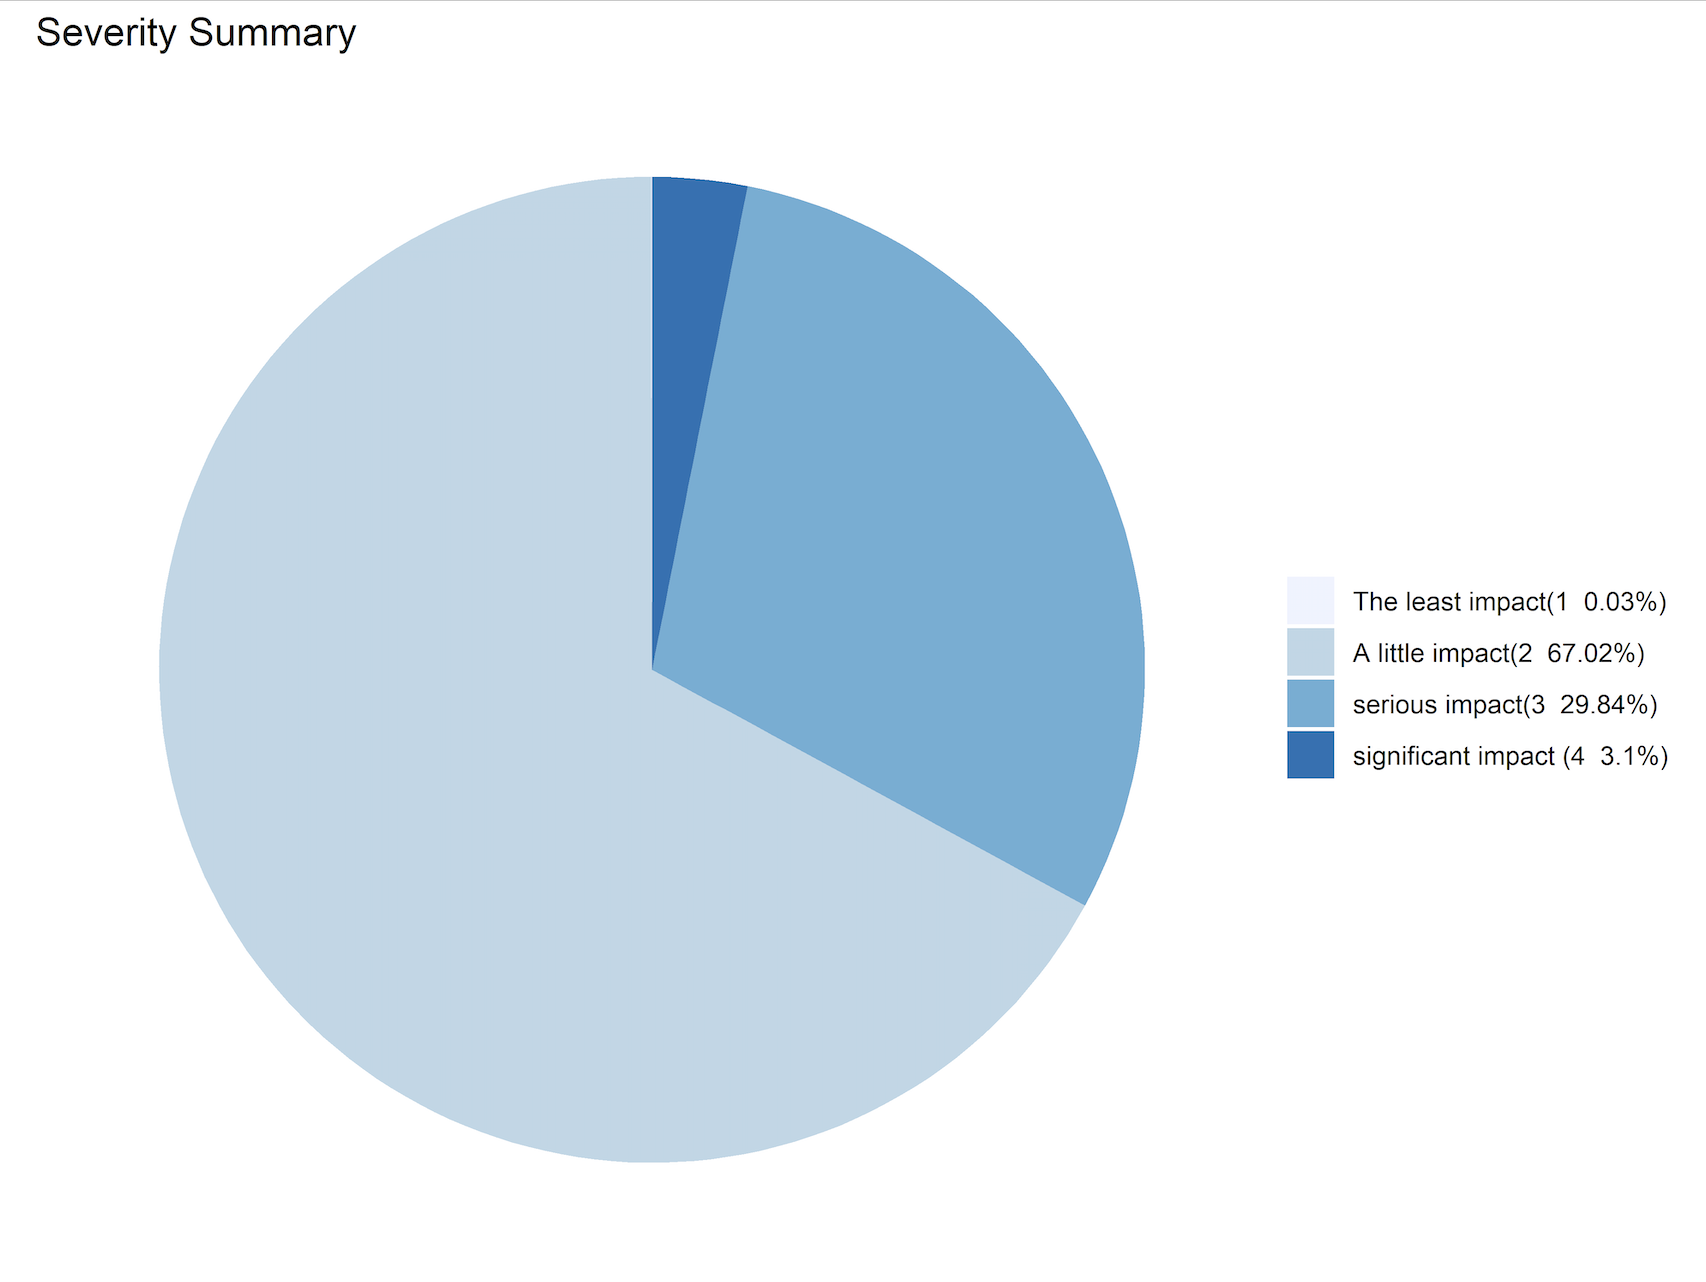 Severity Summary
The least impact(1  0.03%)
A little impact(2  67.02%)
serious impact(3  29.84%)
significant impact (4  3.1%)